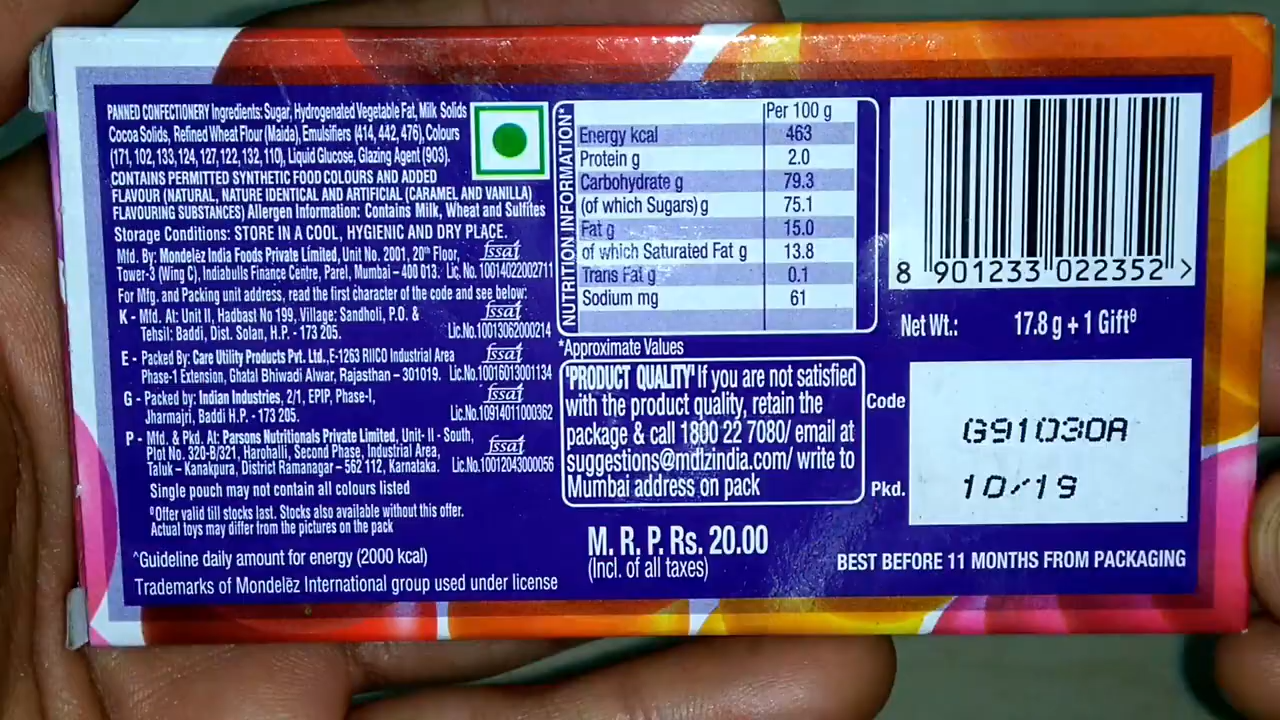 PANNED CONFECTIONERY Ingredients: Sugar, Hydrogenated Vegetable Fat, Milk Solids
Cocoa Solids, Refined Wheat Flour (Maida), Emulsifiers (414, 442, 476), Colours
(171, 102, 133, 124, 127, 122, 132, 110), Liquid Glucose, Glazing Agent (903).
CONTAINS PERMITTED SYNTHETIC FOOD COLOURS AND ADDED
FLAVOUR (NATURAL, NATURE IDENTICAL AND ARTIFICIAL (CARAMEL AND VANILLA)
FLAVOURING SUBSTANCES) Allergen Information: Contains Milk, Wheat and Sulfites
Storage Conditions: STORE IN A COOL, HYGIENIC AND DRY PLACE.
Mfd. By: Mondelēz India Foods Private Limited, Unit No. 2001, 20th Floor, fssai
Tower-3 (Wing C), Indiabulls Finance Centre, Parel, Mumbai – 400 013. Lic. No. 10014022002711
For Mfg. and Packing unit address, read the first character of the code and see below:
K - Mfd. At: Unit II, Hadbast No 199, Village: Sandholi, P.O. & fssai
Tehsil: Baddi, Dist. Solan, H.P. - 173 205. Lic.No.10013062000214
E - Packed By: Care Utility Products Pvt. Ltd., E-1263 RIICO Industrial Area fssai
Phase-1 Extension, Ghatal Bhiwadi Alwar, Rajasthan – 301019. Lic.No.10016013001134
G - Packed by: Indian Industries, 2/1, EPIP, Phase-I, fssai
Jharmajri, Baddi H.P. - 173 205. Lic.No.10914011000362
P - Mfd. & Pkd. At: Parsons Nutritionals Private Limited, Unit- II - South, fssai
Plot No. 320-B/321, Harohalli, Second Phase, Industrial Area,
Taluk – Kanakpura, District Ramanagar – 562 112, Karnataka. Lic.No.10012043000056
Single pouch may not contain all colours listed
θOffer valid till stocks last. Stocks also available without this offer.
Actual toys may differ from the pictures on the pack
^Guideline daily amount for energy (2000 kcal)
Trademarks of Mondelēz International group used under license
NUTRITION INFORMATION*
Per 100 g
Energy kcal 463
Protein g 2.0
Carbohydrate g 79.3
(of which Sugars) g 75.1
Fat g 15.0
of which Saturated Fat g 13.8
Trans Fat g 0.1
Sodium mg 61
*Approximate Values
'PRODUCT QUALITY' If you are not satisfied
with the product quality, retain the
package & call 1800 22 7080/ email at
suggestions@mdlzindia.com/ write to
Mumbai address on pack
M. R. P. Rs. 20.00
(Incl. of all taxes)
8 901233 022352 >
Net Wt.: 17.8 g + 1 Giftθ
Code G91030A
Pkd. 10/19
BEST BEFORE 11 MONTHS FROM PACKAGING